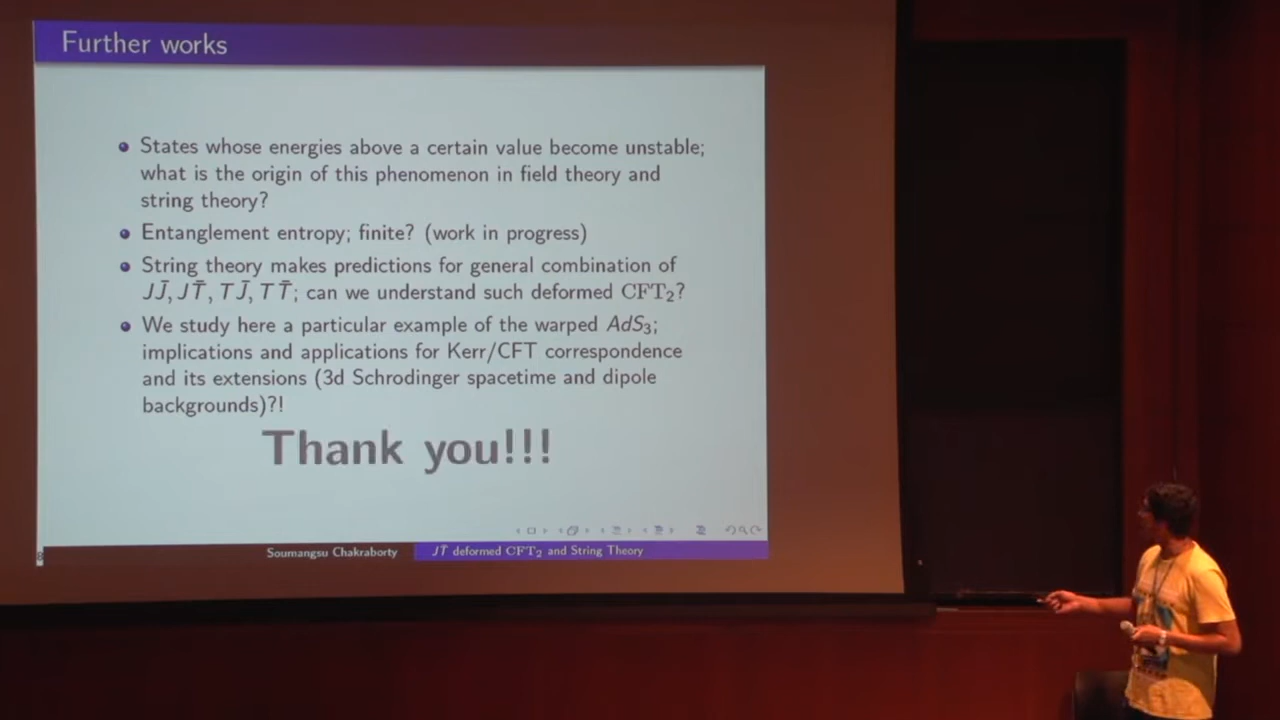 Further works
• States whose energies above a certain value become unstable;
what is the origin of this phenomenon in field theory and
string theory?
• Entanglement entropy; finite? (work in progress)
• String theory makes predictions for general combination of
JJ̄, JT̄, TJ̄, TT̄; can we understand such deformed CFT₂?
• We study here a particular example of the warped AdS₃;
implications and applications for Kerr/CFT correspondence
and its extensions (3d Schrodinger spacetime and dipole
backgrounds)?!
Thank you!!!
8
Soumangsu Chakraborty
JT̄ deformed CFT₂ and String Theory